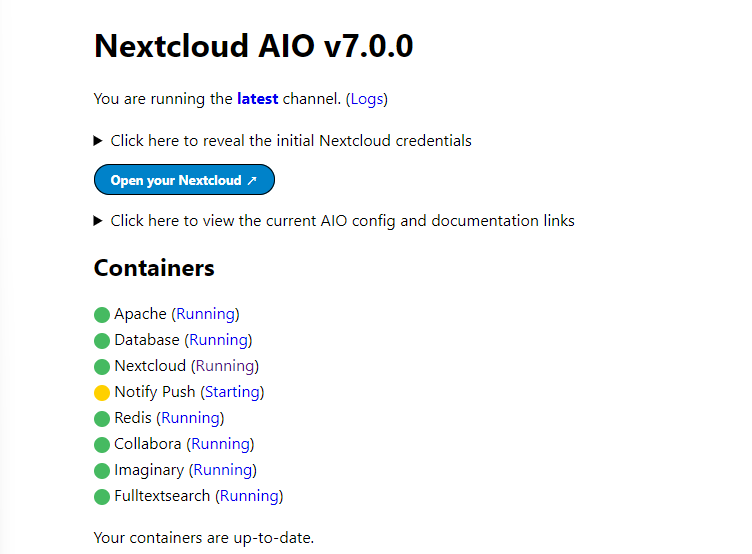 Nextcloud AIO v7.0.0
You are running the latest channel. (Logs)
Click here to reveal the initial Nextcloud credentials
Open your Nextcloud ↗
Click here to view the current AIO config and documentation links
Containers
Apache (Running)
Database (Running)
Nextcloud (Running)
Notify Push (Starting)
Redis (Running)
Collabora (Running)
Imaginary (Running)
Fulltextsearch (Running)
Your containers are up-to-date.